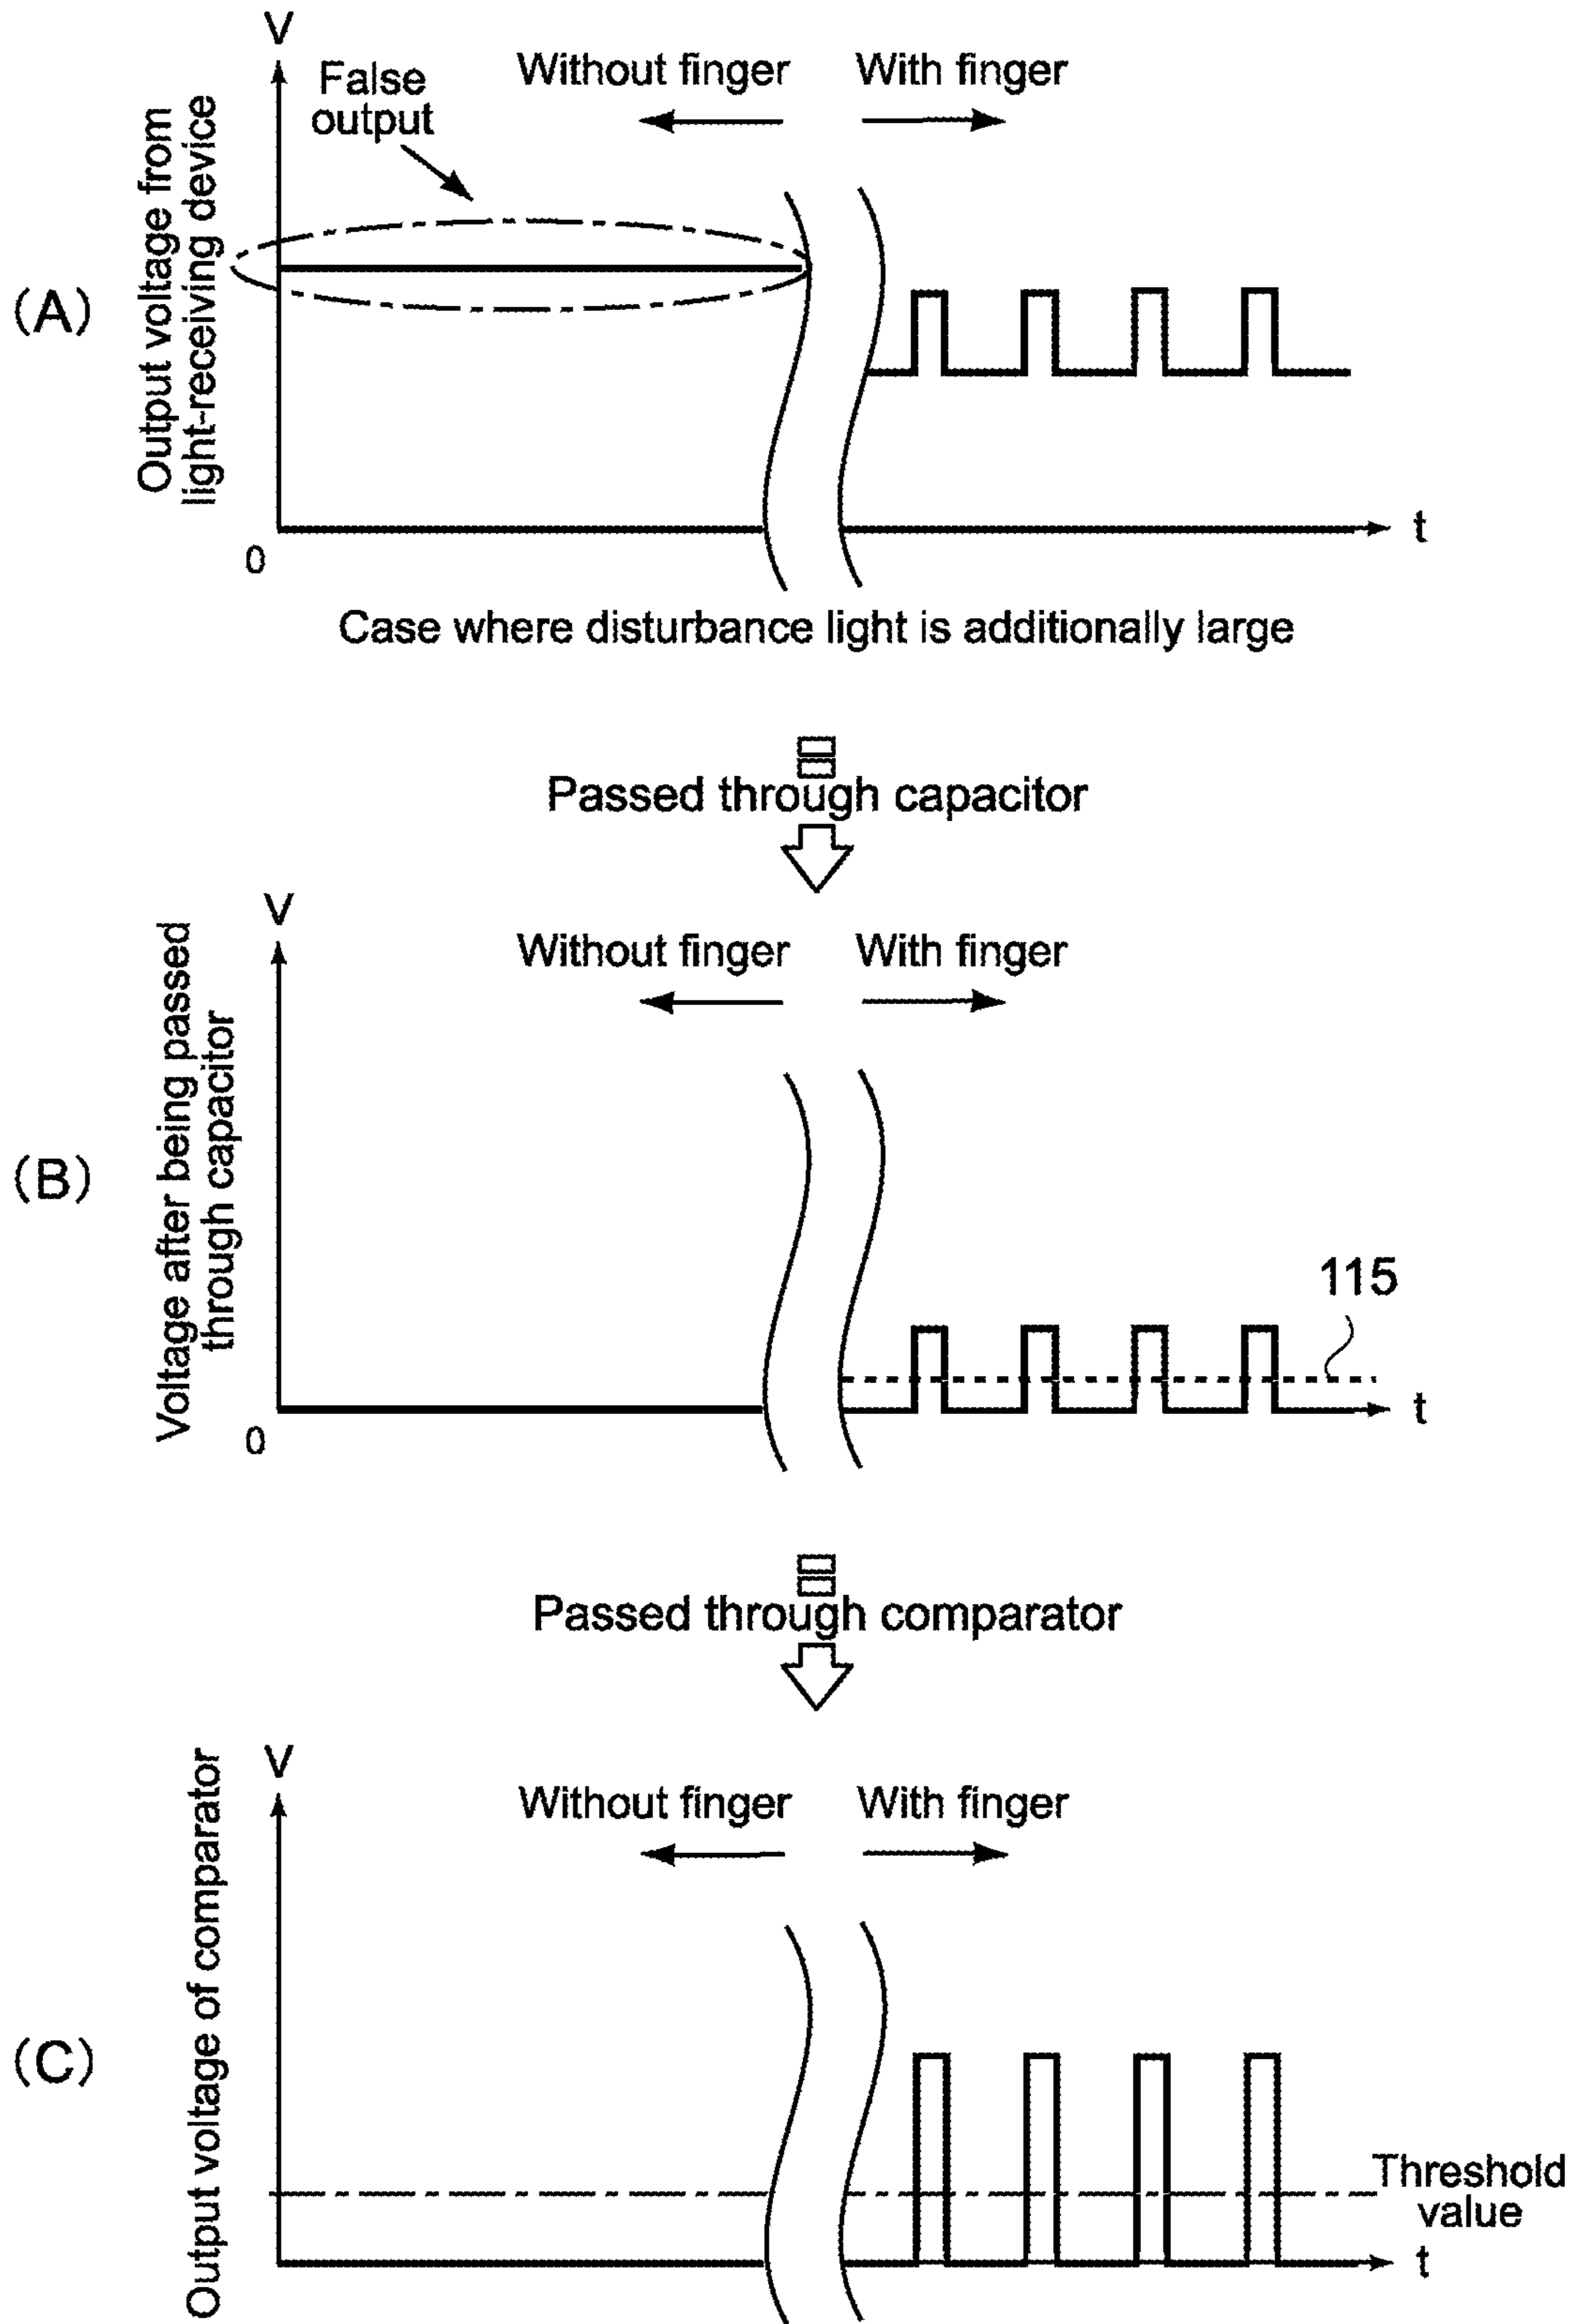 V
False
output
Without finger
With finger
(A)
Output voltage from
light-receiving device
0
t
Case where disturbance light is additionally large
Passed through capacitor
V
Without finger
With finger
(B)
Voltage after being passed
through capacitor
115
0
t
Passed through comparator
V
Without finger
With finger
(C)
Output voltage of comparator
Threshold
value
t